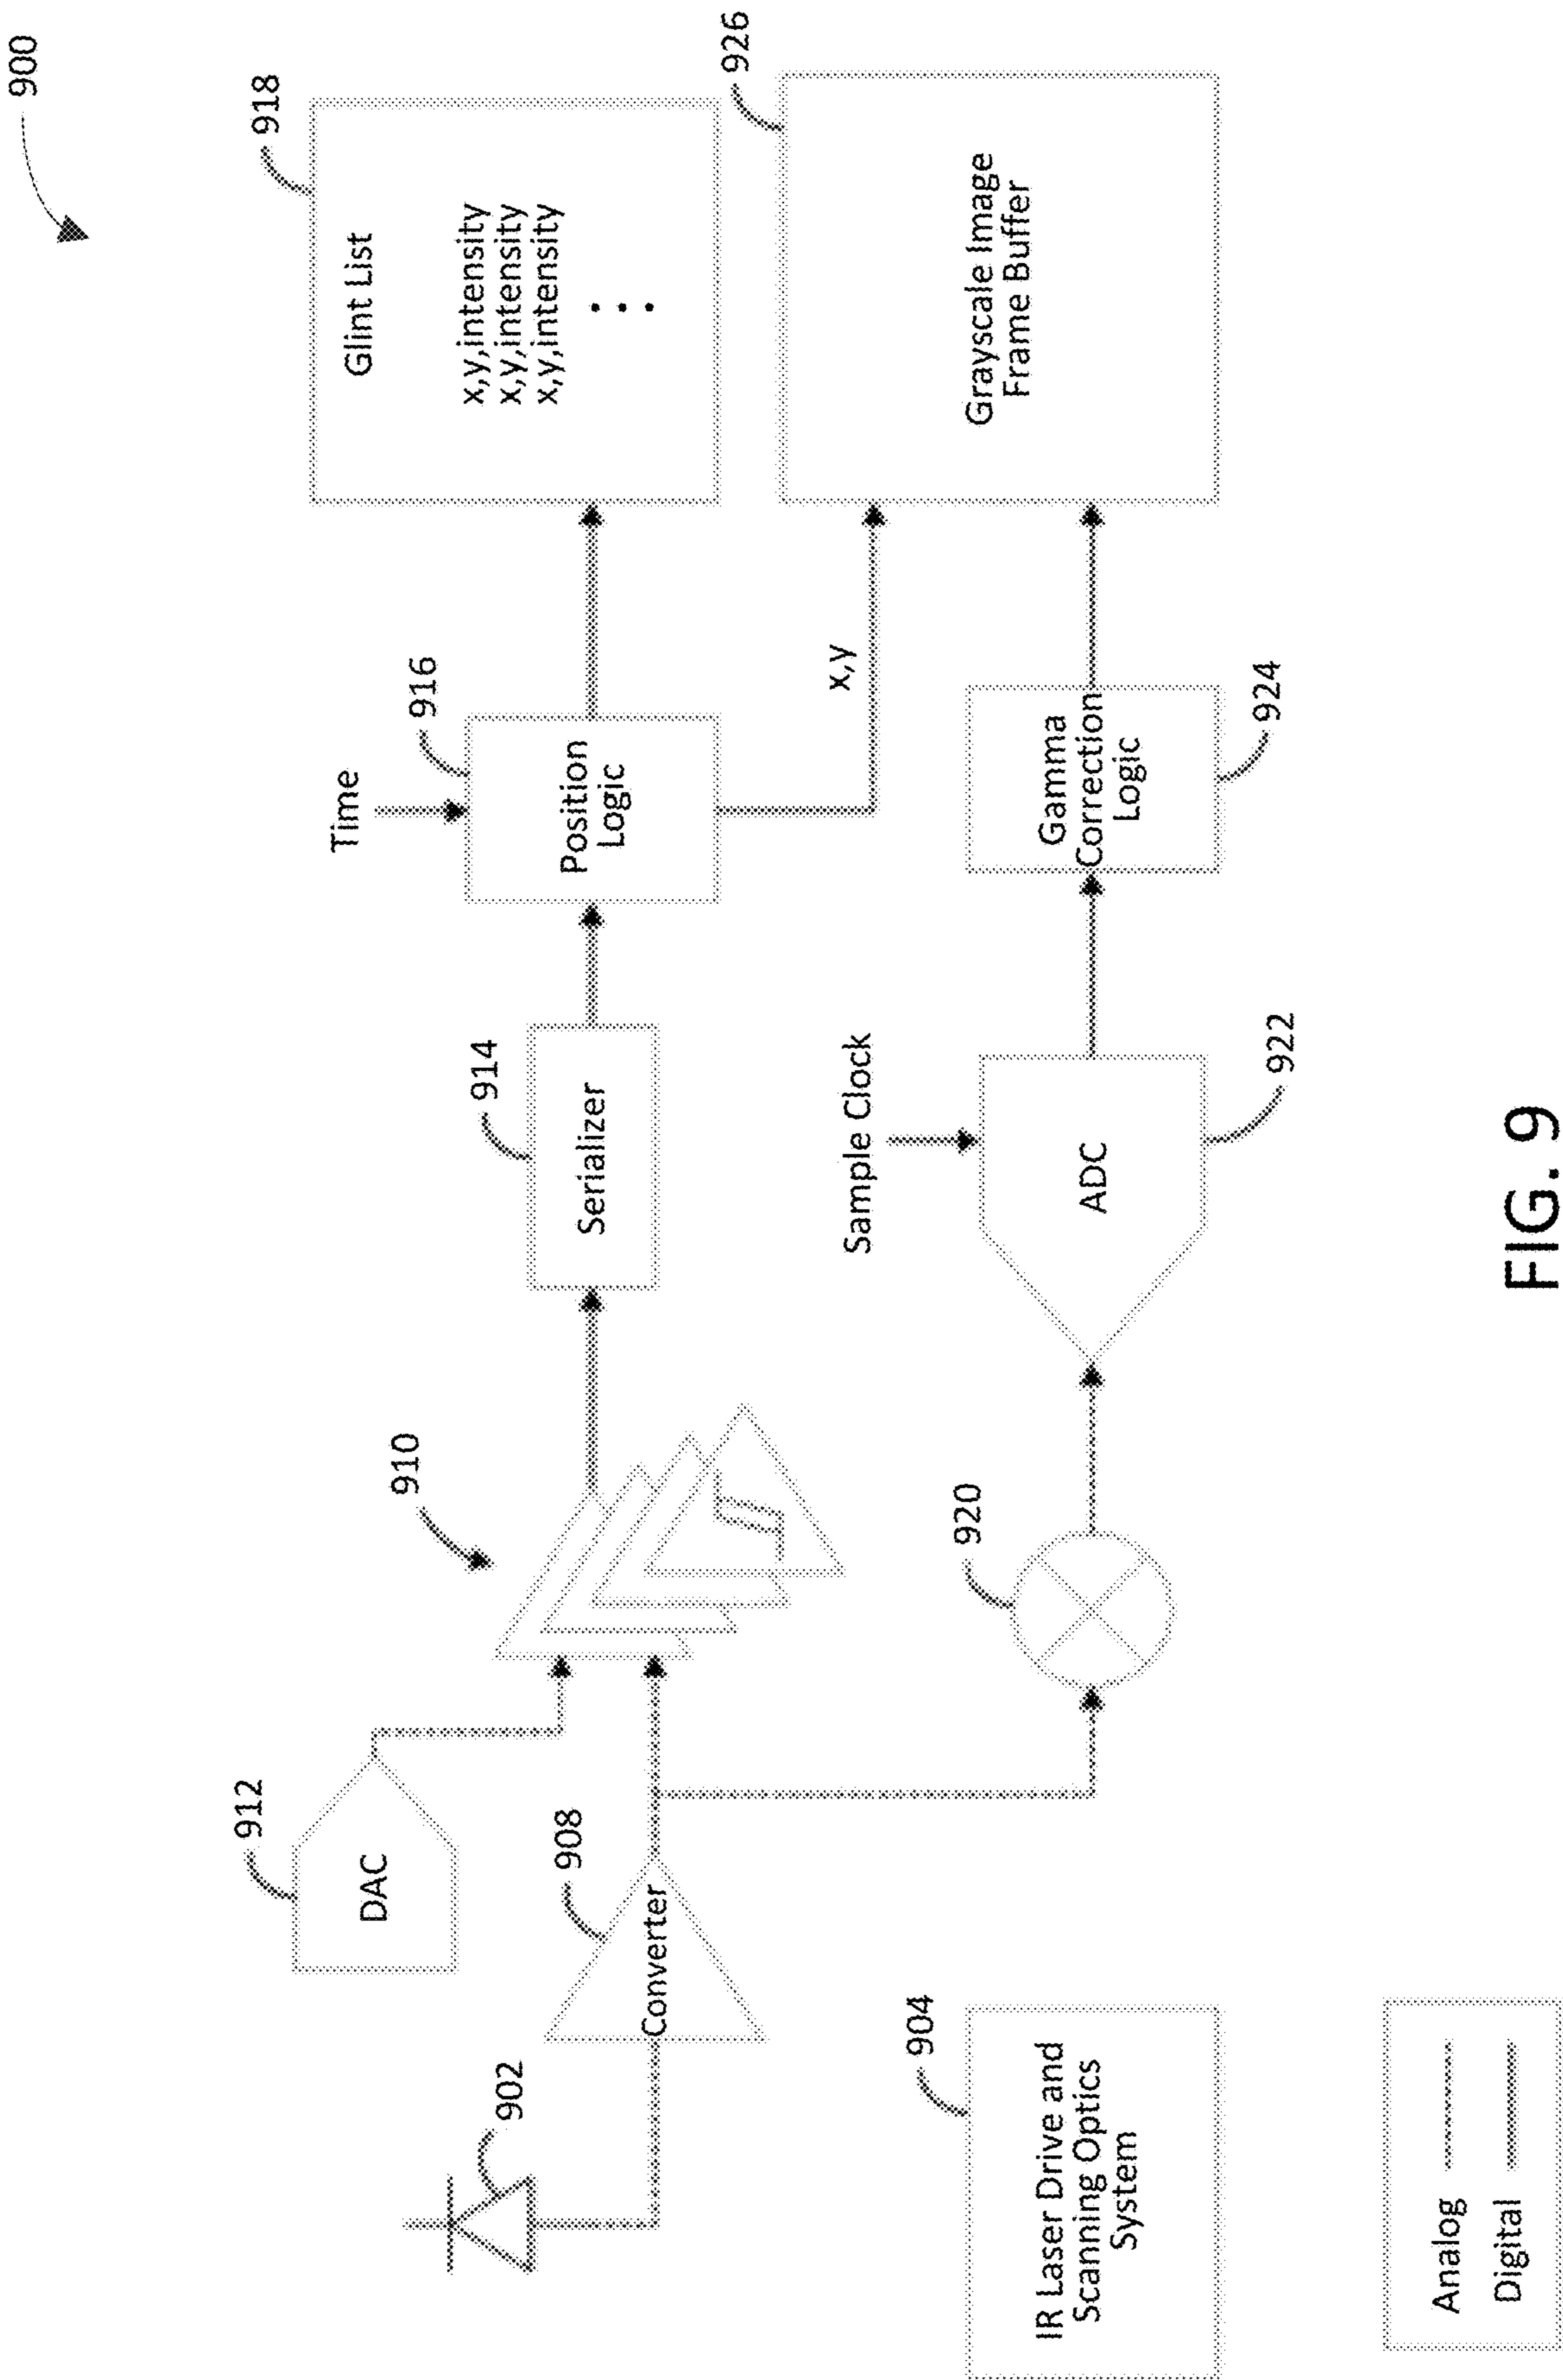 900
902
Converter
908
DAC
912
910
Serializer
914
Time
Position
Logic
916
Glint List
x,y,intensity
x,y,intensity
x,y,intensity
918
x,y
920
Sample Clock
ADC
922
Gamma
Correction
Logic
924
Grayscale Image
Frame Buffer
926
IR Laser Drive and
Scanning Optics
System
904
Analog
Digital
FIG. 9